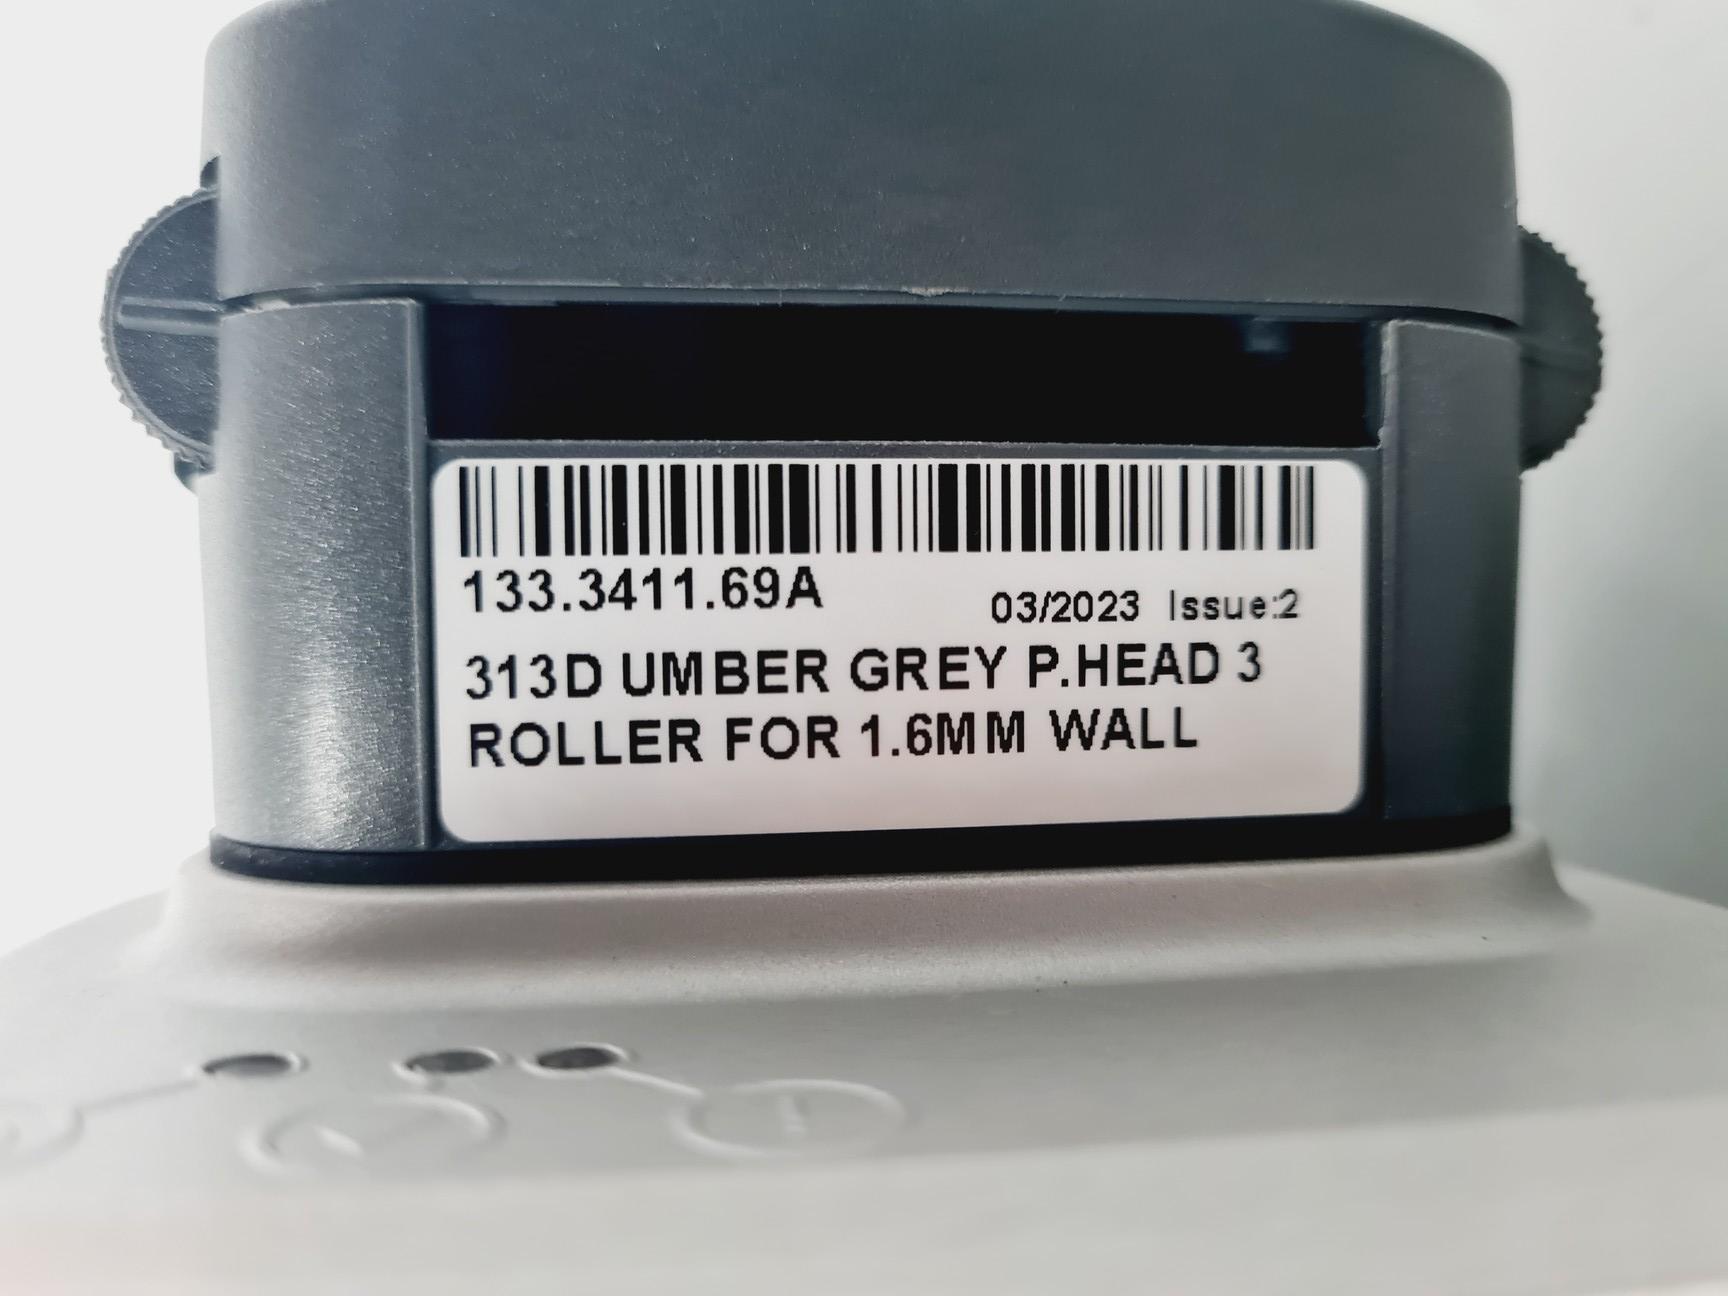 133.3411.69A
03/2023 Issue:2
313D UMBER GREY P.HEAD 3
ROLLER FOR 1.6MM WALL